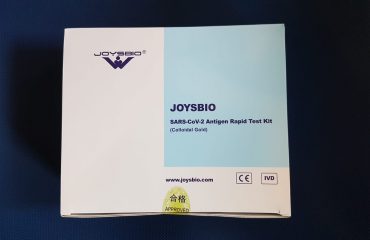 JOYSBIO®
JOYSBIO
SARS-CoV-2 Antigen Rapid Test Kit
(Colloidal Gold)
www.joysbio.com
CE
IVD
合格
APPROVED